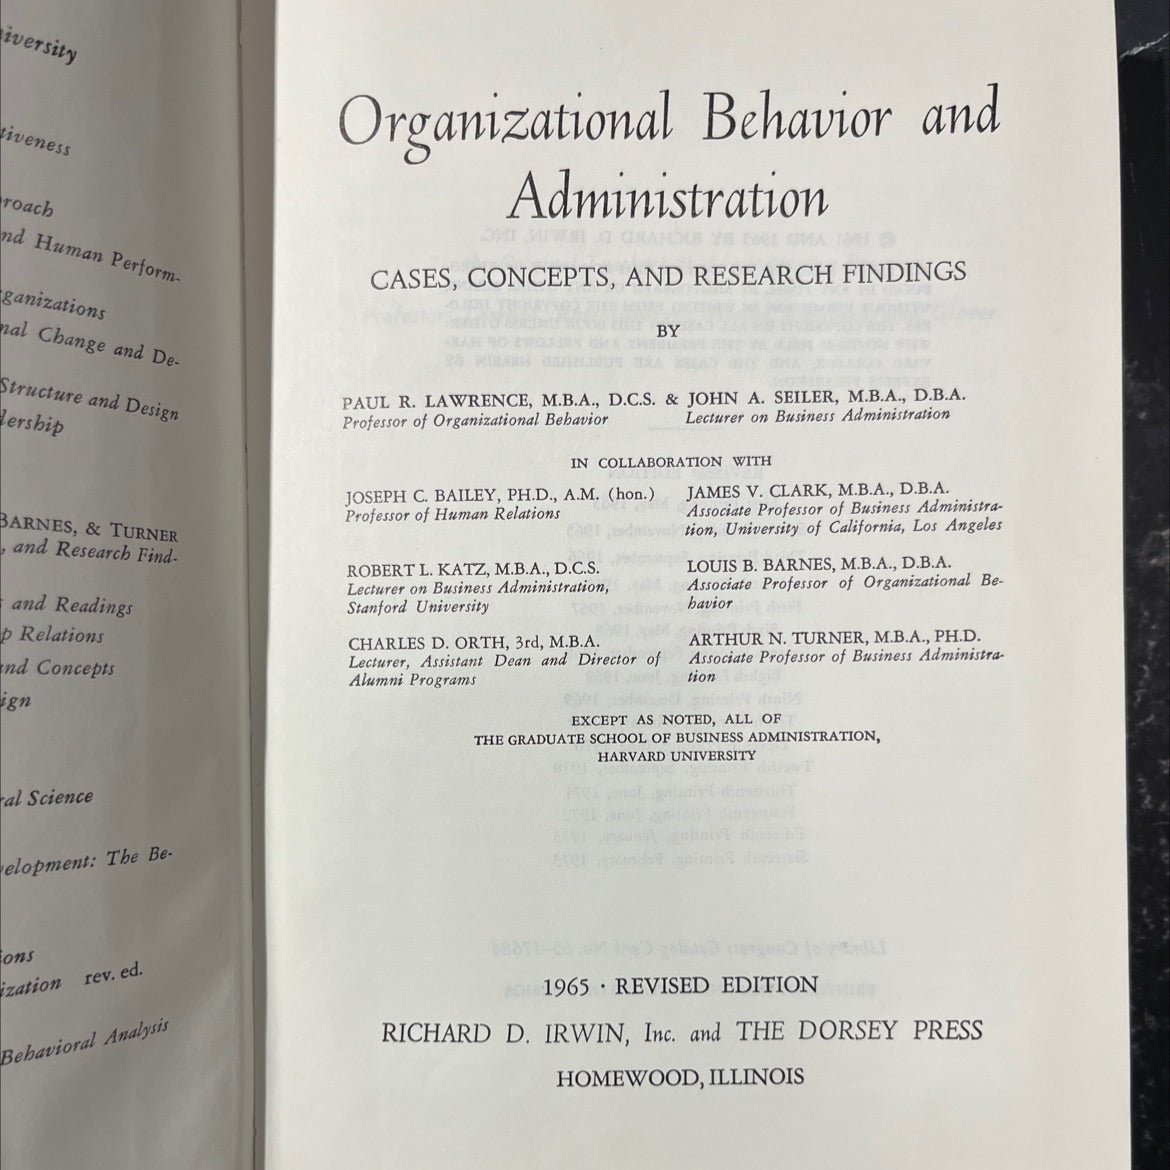 iversity
tiveness
roach
nd Human Perform-
ganizations
nal Change and De-
Structure and Design
dership
BARNES, & TURNER
, and Research Find-
and Readings
p Relations
and Concepts
ign
ral Science
velopment: The Be-
ions
ization rev. ed.
Behavioral Analysis
Organizational Behavior and
Administration
CASES, CONCEPTS, AND RESEARCH FINDINGS
BY
PAUL R. LAWRENCE, M.B.A., D.C.S. & JOHN A. SEILER, M.B.A., D.B.A.
Professor of Organizational Behavior Lecturer on Business Administration
IN COLLABORATION WITH
JOSEPH C. BAILEY, PH.D., A.M. (hon.)
Professor of Human Relations
JAMES V. CLARK, M.B.A., D.B.A.
Associate Professor of Business Administra-
tion, University of California, Los Angeles
ROBERT L. KATZ, M.B.A., D.C.S.
Lecturer on Business Administration,
Stanford University
LOUIS B. BARNES, M.B.A., D.B.A.
Associate Professor of Organizational Be-
havior
CHARLES D. ORTH, 3rd, M.B.A.
Lecturer, Assistant Dean and Director of
Alumni Programs
ARTHUR N. TURNER, M.B.A., PH.D.
Associate Professor of Business Administra-
tion
EXCEPT AS NOTED, ALL OF
THE GRADUATE SCHOOL OF BUSINESS ADMINISTRATION,
HARVARD UNIVERSITY
1965 · REVISED EDITION
RICHARD D. IRWIN, Inc. and THE DORSEY PRESS
HOMEWOOD, ILLINOIS